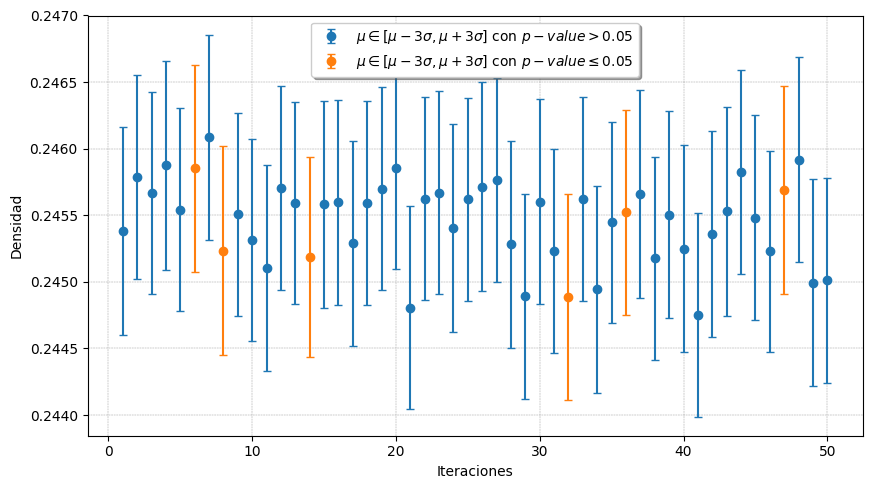 0.2470
0.2465
0.2460
0.2455
0.2450
0.2445
0.2440
Densidad
μ ∈ [μ − 3σ, μ + 3σ] con p − value > 0.05
μ ∈ [μ − 3σ, μ + 3σ] con p − value ≤ 0.05
0 10 20 30 40 50
Iteraciones